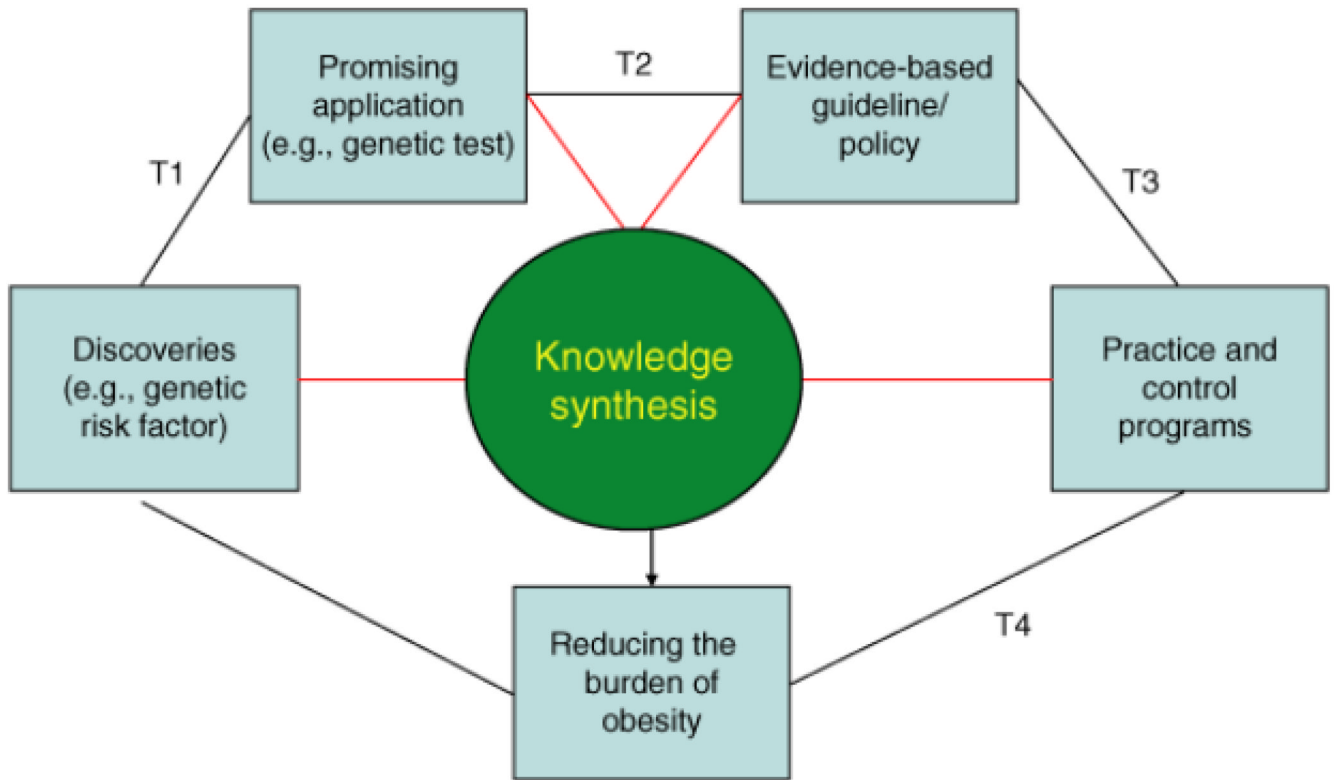 Promising
application
(e.g., genetic test)
T2
Evidence-based
guideline/
policy
T1
T3
Discoveries
(e.g., genetic
risk factor)
Knowledge
synthesis
Practice and
control
programs
Reducing the
burden of
obesity
T4